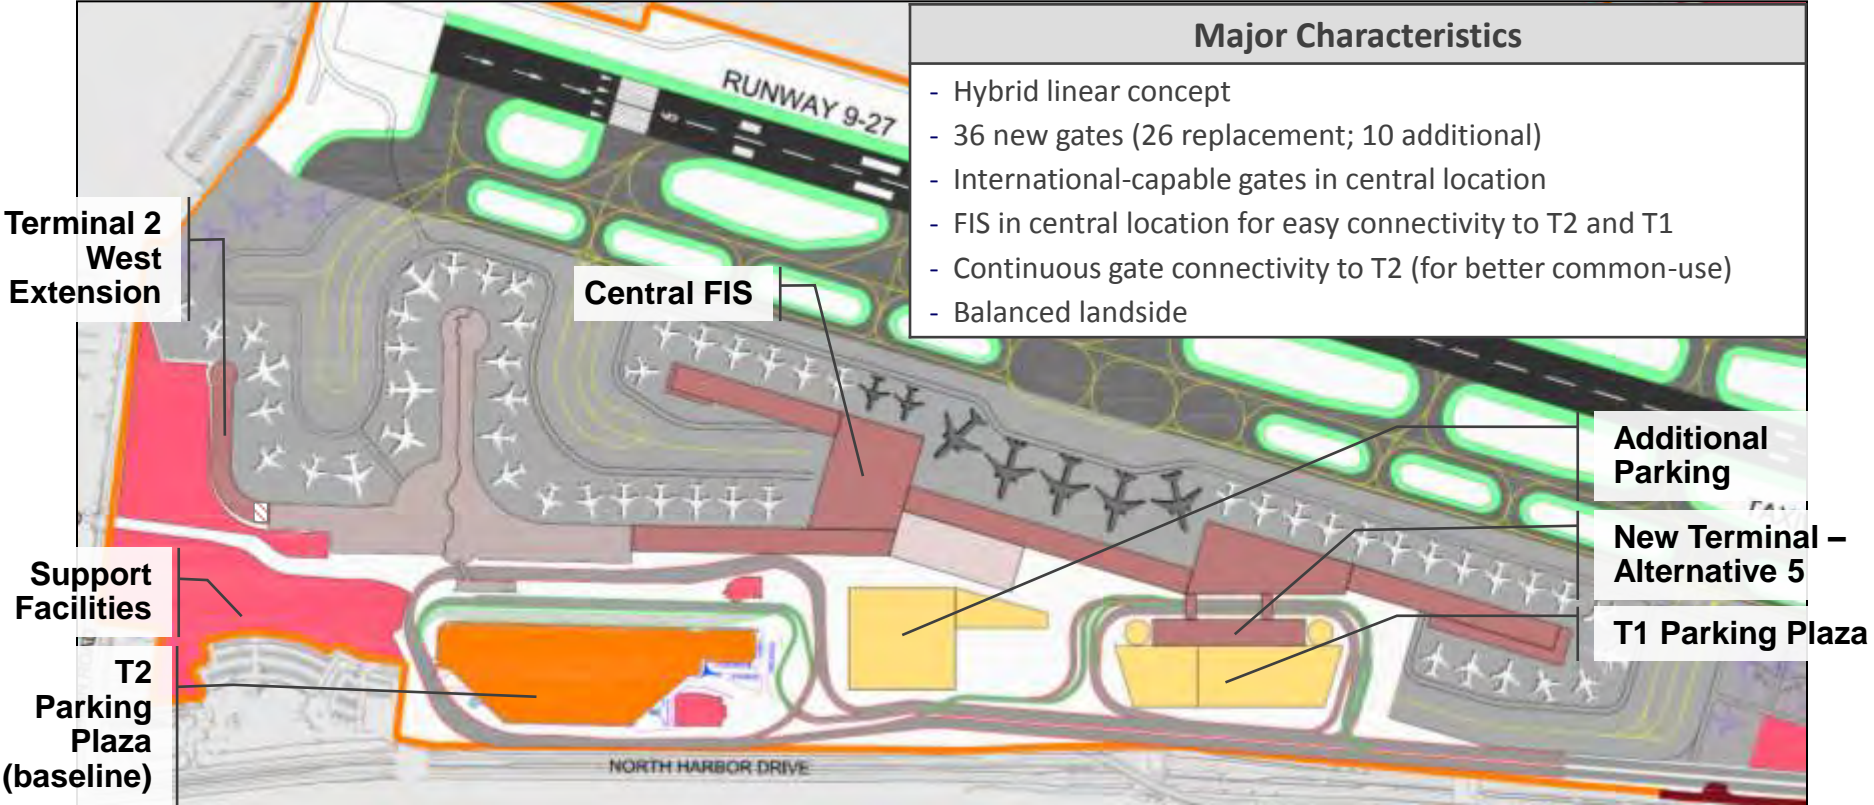 Major Characteristics
- Hybrid linear concept
- 36 new gates (26 replacement; 10 additional)
- International-capable gates in central location
- FIS in central location for easy connectivity to T2 and T1
- Continuous gate connectivity to T2 (for better common-use)
- Balanced landside
RUNWAY 9-27
Terminal 2
West
Extension
Central FIS
Additional
Parking
New Terminal –
Alternative 5
T1 Parking Plaza
Support
Facilities
T2
Parking
Plaza
(baseline)
NORTH HARBOR DRIVE